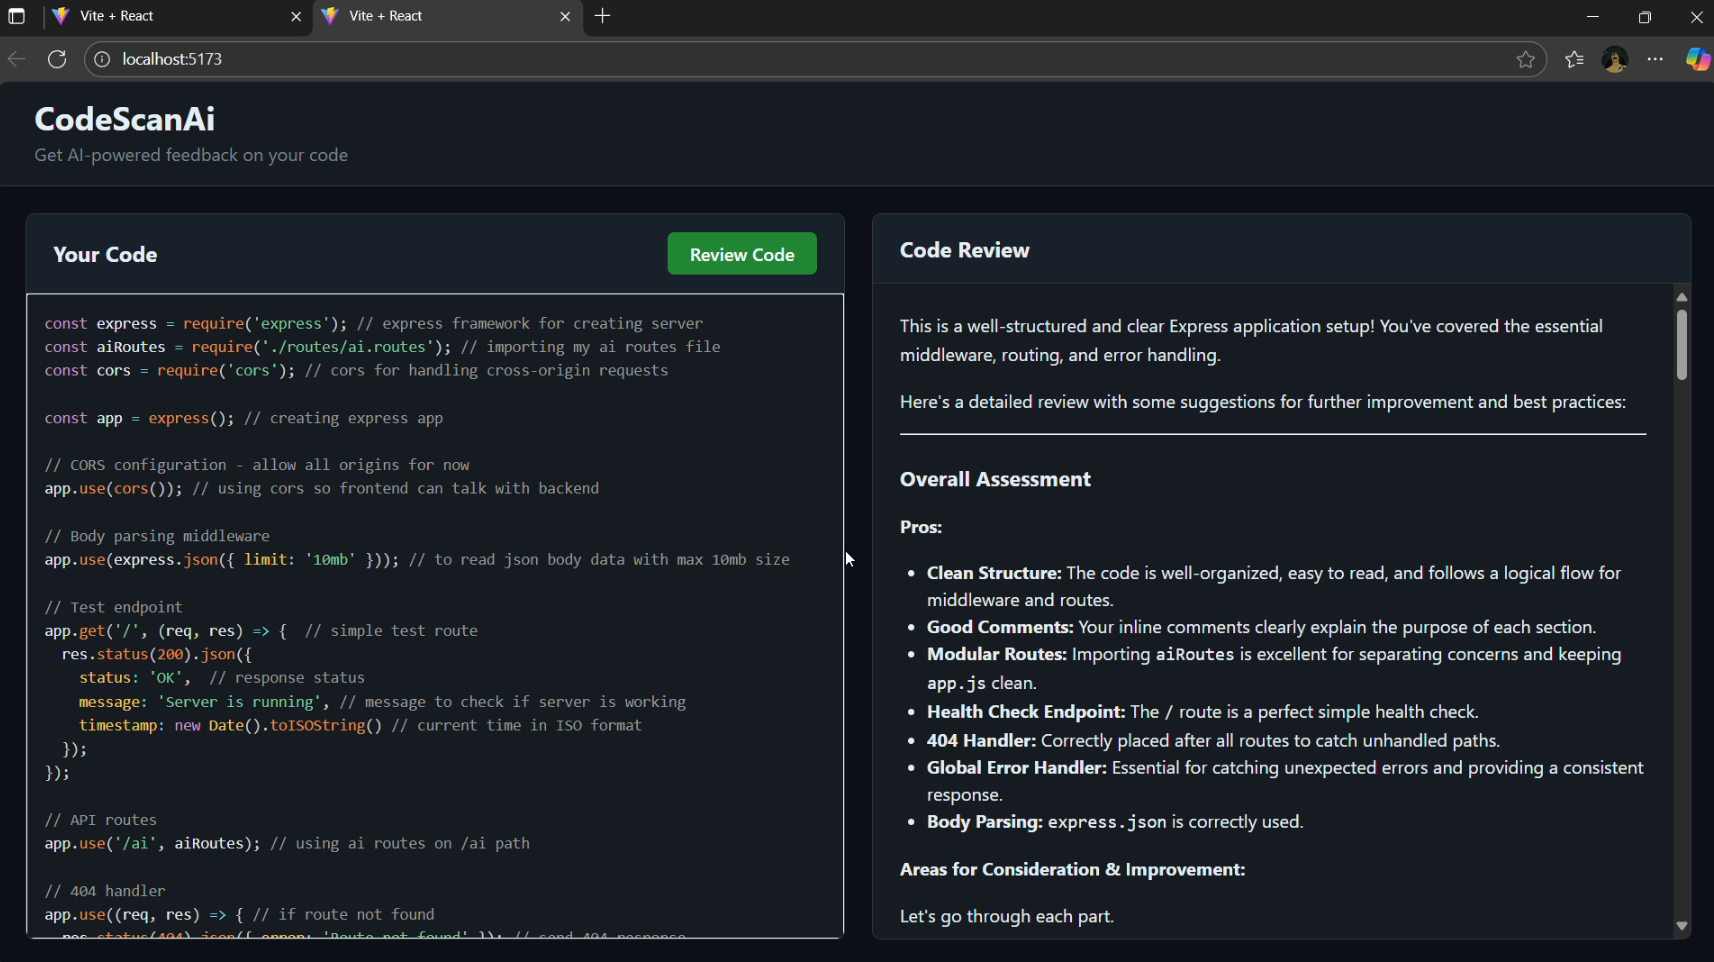 Vite + React
Vite + React
localhost:5173
CodeScanAi
Get AI-powered feedback on your code
Your Code
Review Code
const express = require('express'); // express framework for creating server
const aiRoutes = require('./routes/ai.routes'); // importing my ai routes file
const cors = require('cors'); // cors for handling cross-origin requests
const app = express(); // creating express app
// CORS configuration - allow all origins for now
app.use(cors()); // using cors so frontend can talk with backend
// Body parsing middleware
app.use(express.json({ limit: '10mb' })); // to read json body data with max 10mb size
// Test endpoint
app.get('/', (req, res) => {  // simple test route
  res.status(200).json({
    status: 'OK',  // response status
    message: 'Server is running', // message to check if server is working
    timestamp: new Date().toISOString() // current time in ISO format
  });
});
// API routes
app.use('/ai', aiRoutes); // using ai routes on /ai path
// 404 handler
app.use((req, res) => { // if route not found
  res.status(404).json({ error: 'Route not found' }); // send 404 response
Code Review
This is a well-structured and clear Express application setup! You've covered the essential
middleware, routing, and error handling.
Here's a detailed review with some suggestions for further improvement and best practices:
Overall Assessment
Pros:
• Clean Structure: The code is well-organized, easy to read, and follows a logical flow for
middleware and routes.
• Good Comments: Your inline comments clearly explain the purpose of each section.
• Modular Routes: Importing aiRoutes is excellent for separating concerns and keeping
app.js clean.
• Health Check Endpoint: The / route is a perfect simple health check.
• 404 Handler: Correctly placed after all routes to catch unhandled paths.
• Global Error Handler: Essential for catching unexpected errors and providing a consistent
response.
• Body Parsing: express.json is correctly used.
Areas for Consideration & Improvement:
Let's go through each part.